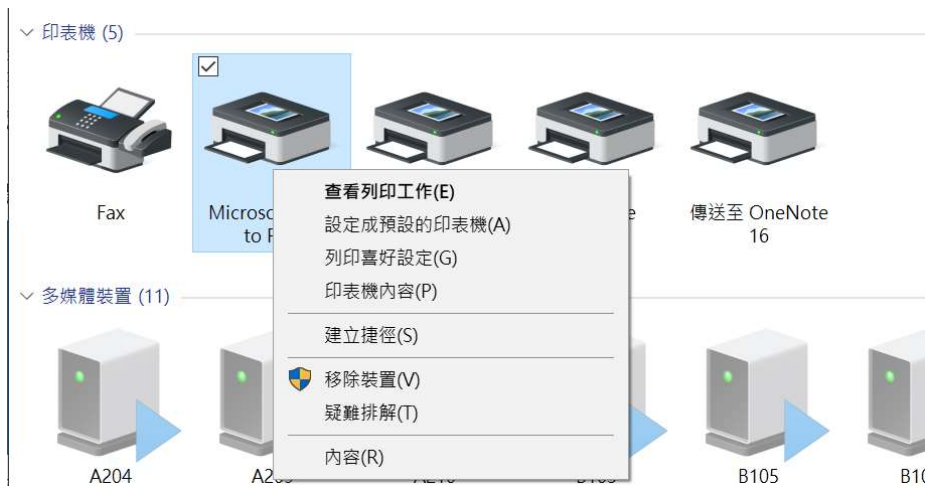 印表機 (5)
Fax
傳送至 OneNote
16
查看列印工作(E)
設定成預設的印表機(A)
列印喜好設定(G)
印表機內容(P)
建立捷徑(S)
移除裝置(V)
疑難排解(T)
內容(R)
多媒體裝置 (11)
A204
B105